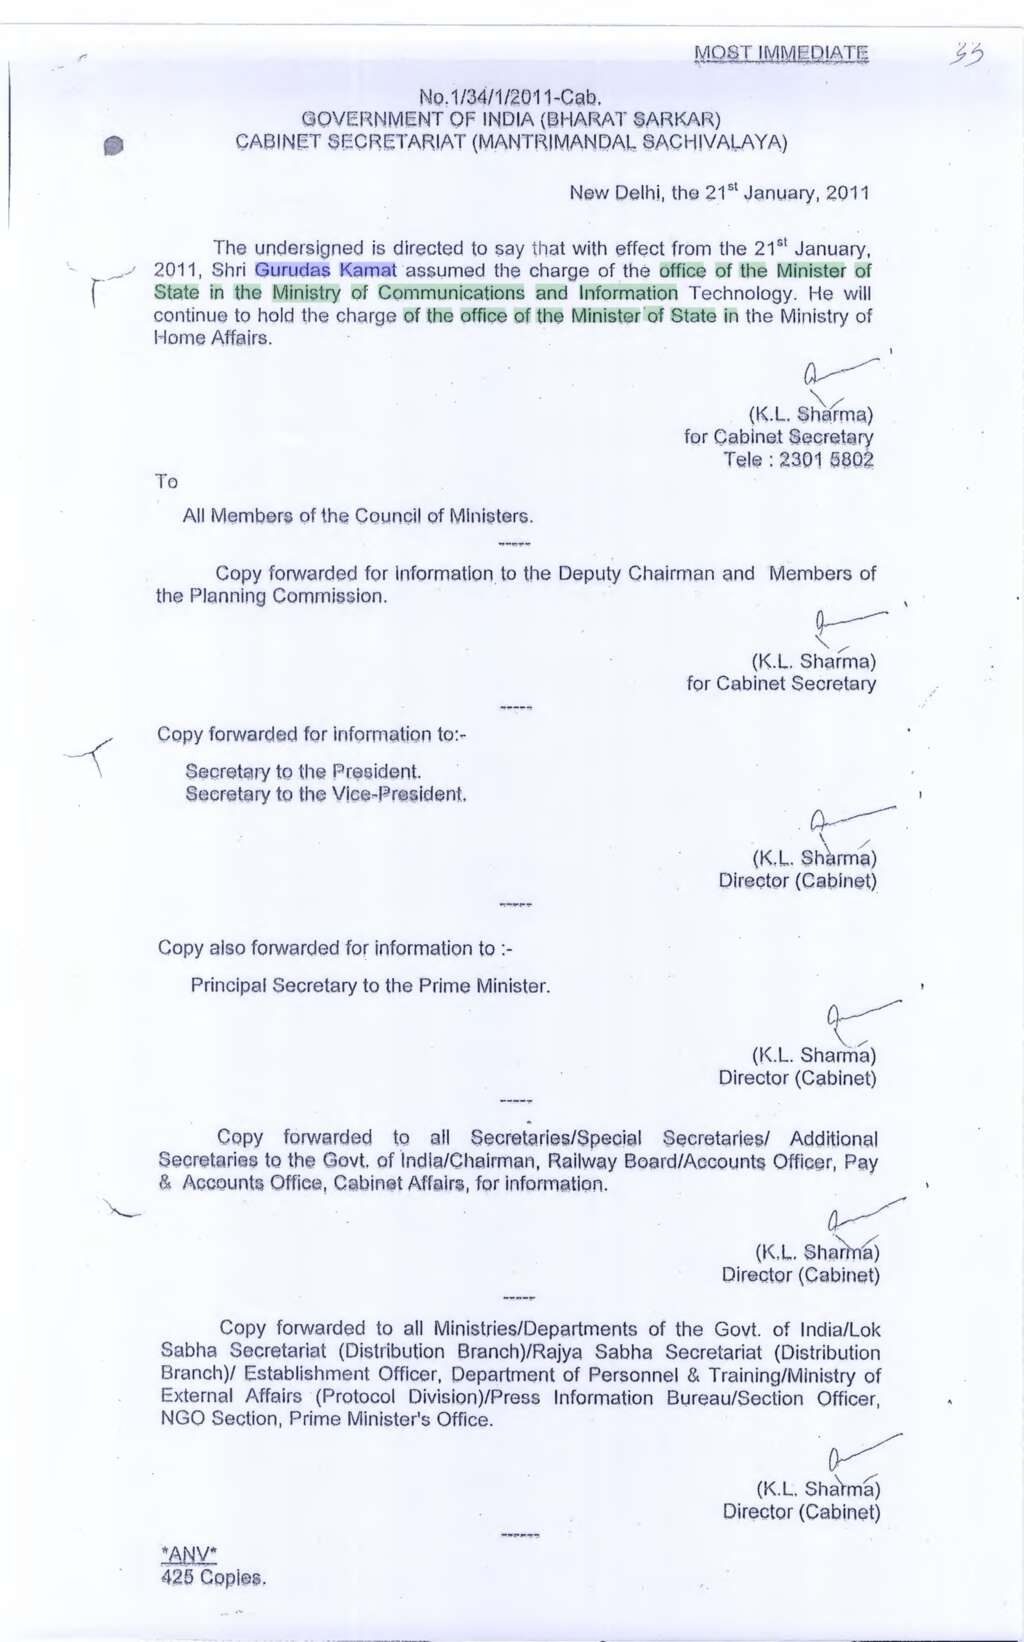 MOST IMMEDIATE 33
No.1/34/1/2011-Cab.
GOVERNMENT OF INDIA (BHARAT SARKAR)
CABINET SECRETARIAT (MANTRIMANDAL SACHIVALAYA)
New Delhi, the 21st January, 2011
The undersigned is directed to say that with effect from the 21st January,
2011, Shri Gurudas Kamat assumed the charge of the office of the Minister of
State in the Ministry of Communications and Information Technology. He will
continue to hold the charge of the office of the Minister of State in the Ministry of
Home Affairs.
(K.L. Sharma)
for Cabinet Secretary
Tele : 2301 5802
To
All Members of the Council of Ministers.
-----
Copy forwarded for information to the Deputy Chairman and Members of
the Planning Commission.
(K.L. Sharma)
for Cabinet Secretary
-----
Copy forwarded for information to:-
Secretary to the President.
Secretary to the Vice-President.
(K.L. Sharma)
Director (Cabinet)
-----
Copy also forwarded for information to :-
Principal Secretary to the Prime Minister.
(K.L. Sharma)
Director (Cabinet)
-----
Copy forwarded to all Secretaries/Special Secretaries/ Additional
Secretaries to the Govt. of India/Chairman, Railway Board/Accounts Officer, Pay
& Accounts Office, Cabinet Affairs, for information.
(K.L. Sharma)
Director (Cabinet)
-----
Copy forwarded to all Ministries/Departments of the Govt. of India/Lok
Sabha Secretariat (Distribution Branch)/Rajya Sabha Secretariat (Distribution
Branch)/ Establishment Officer, Department of Personnel & Training/Ministry of
External Affairs (Protocol Division)/Press Information Bureau/Section Officer,
NGO Section, Prime Minister's Office.
(K.L. Sharma)
Director (Cabinet)
------
*ANV*
425 Copies.